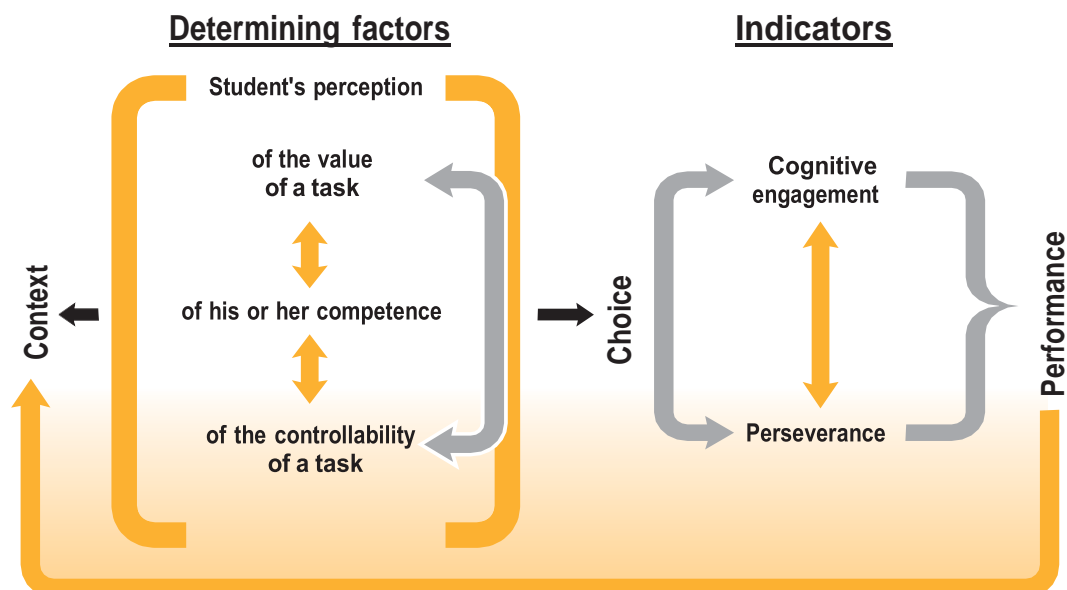 Determining factors
Indicators
Student's perception
of the value
of a task
of his or her competence
of the controllability
of a task
Context
Choice
Cognitive
engagement
Perseverance
Performance